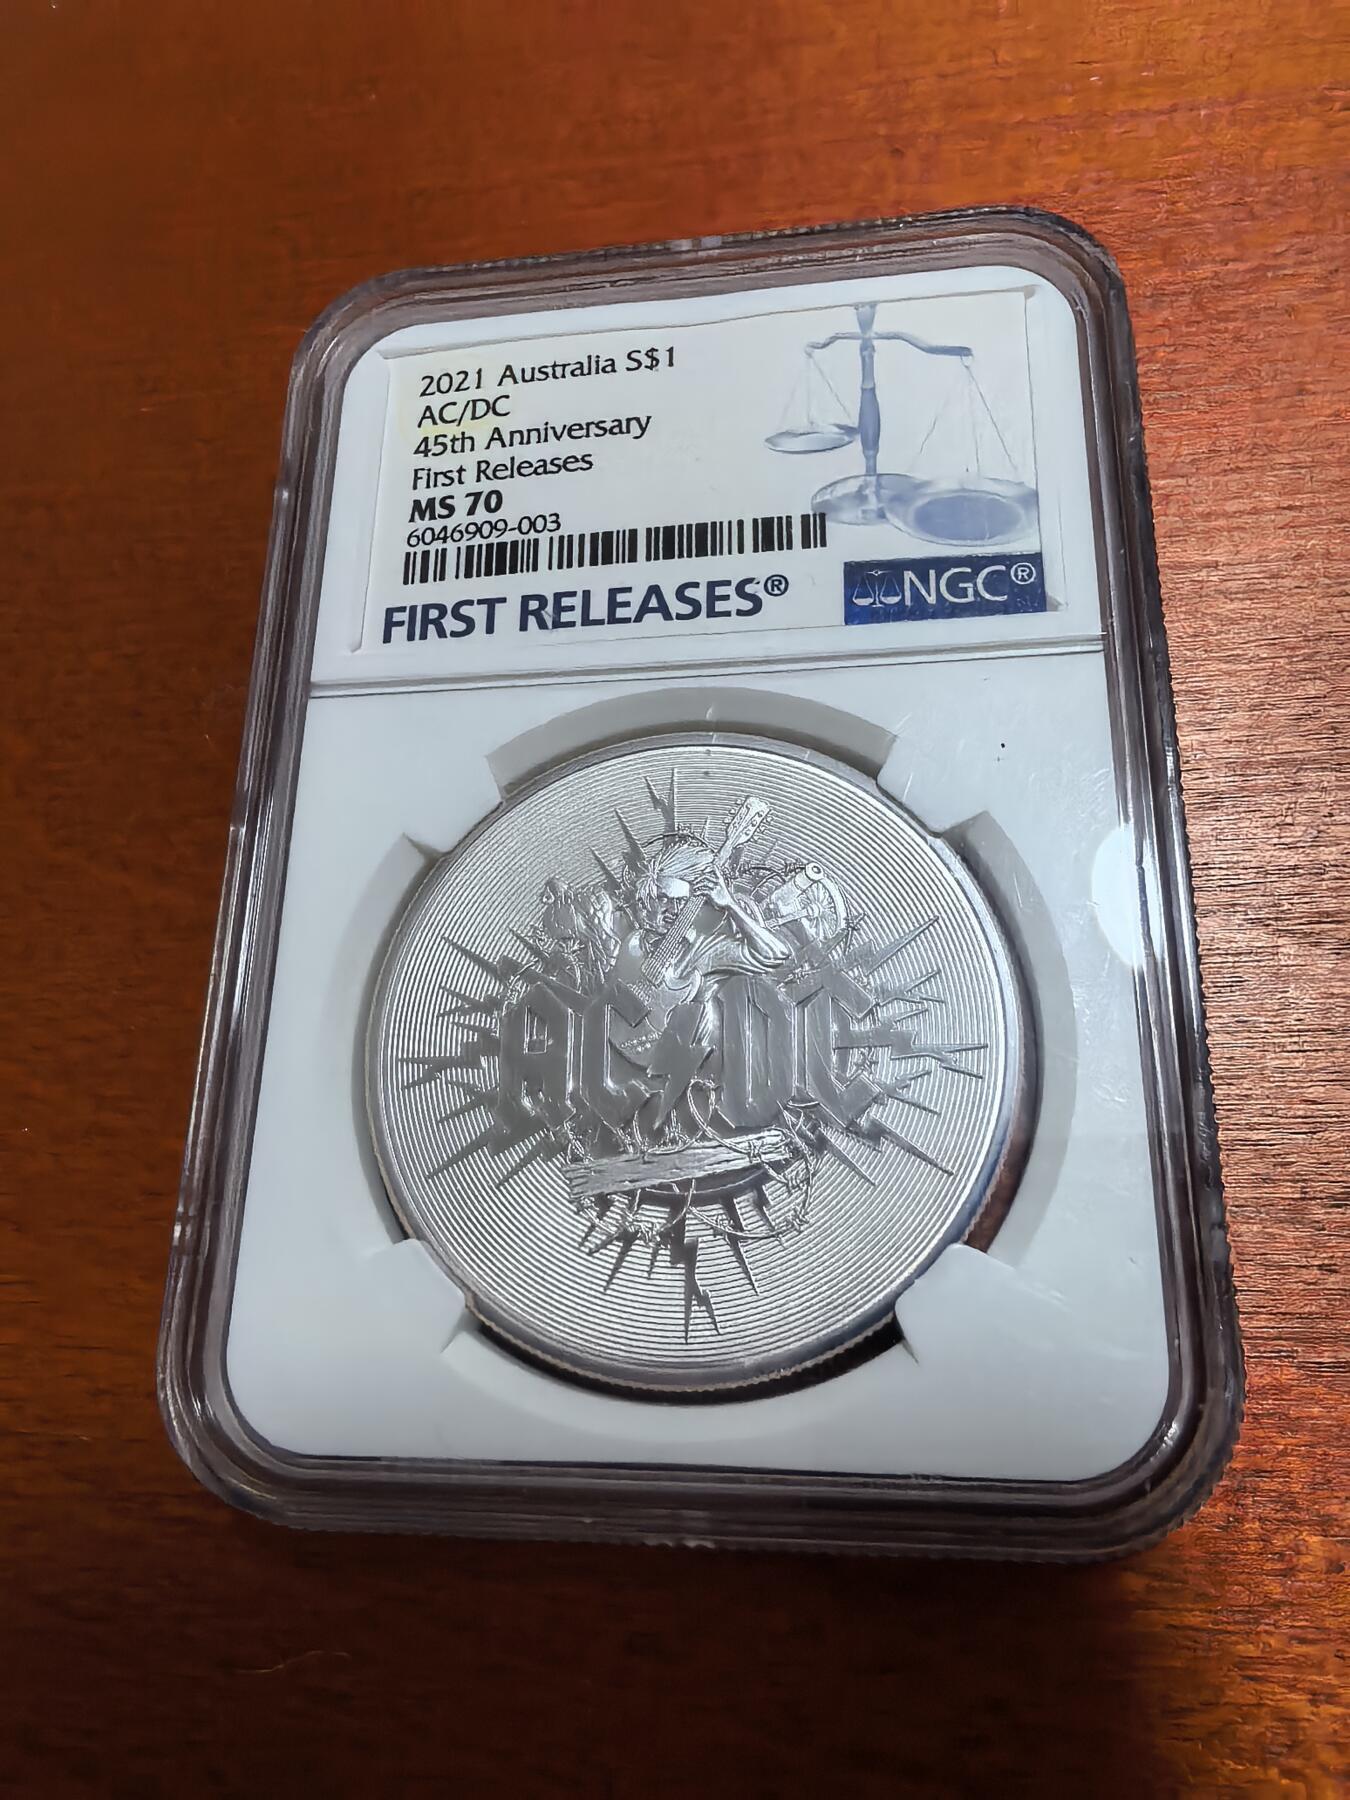 2021 Australia S$1
AC/DC
45th Anniversary
First Releases
MS 70
6046909-003
FIRST RELEASES®
NGC®
AC DC